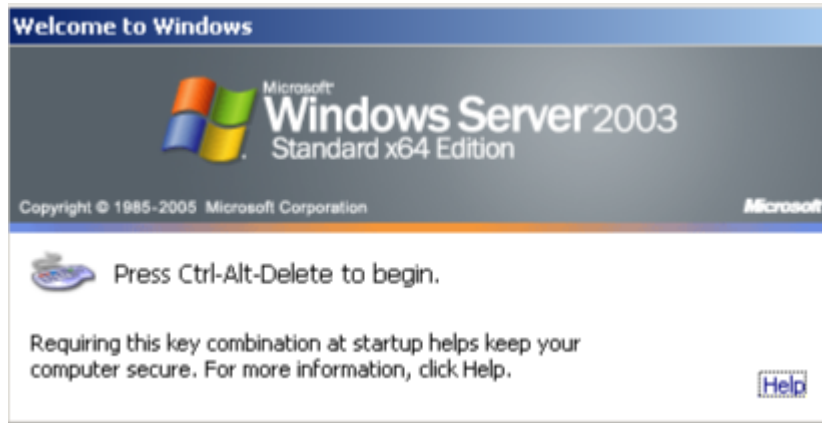 Welcome to Windows
Microsoft
Windows Server 2003
Standard x64 Edition
Copyright © 1985-2005 Microsoft Corporation
Microsoft
Press Ctrl-Alt-Delete to begin.
Requiring this key combination at startup helps keep your
computer secure. For more information, click Help.
Help